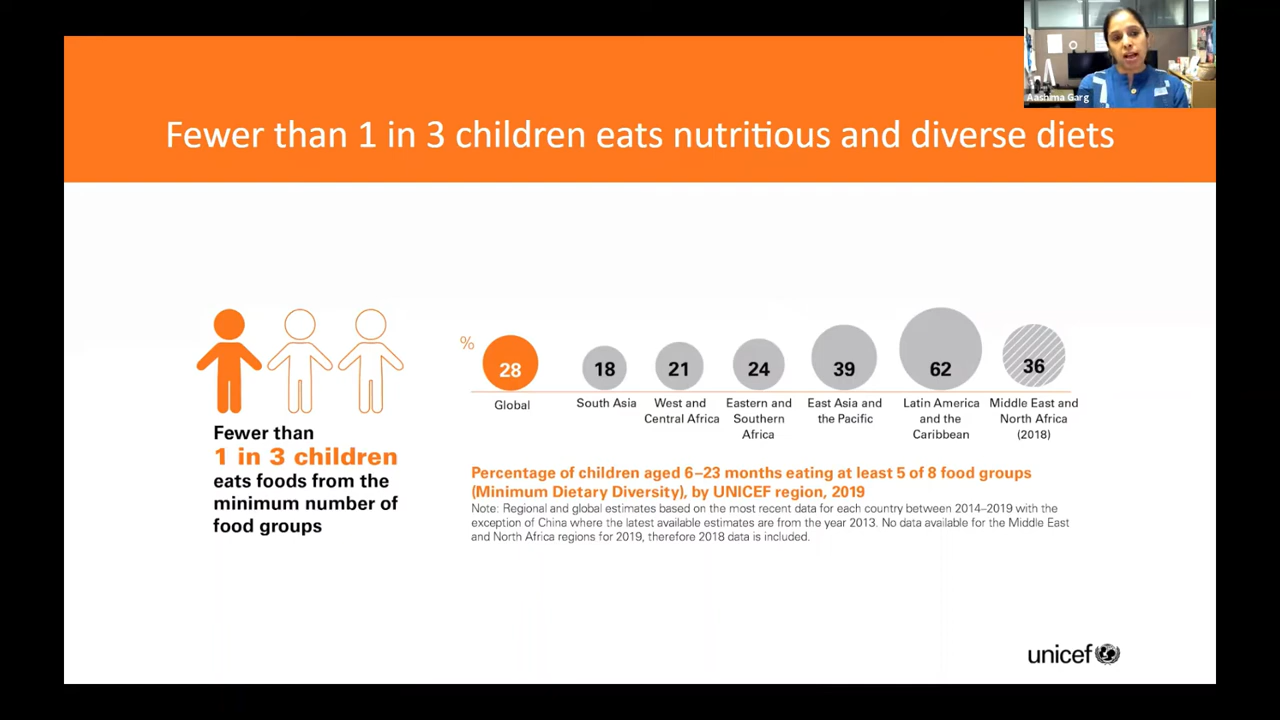 Aashima Garg
Fewer than 1 in 3 children eats nutritious and diverse diets
Fewer than
1 in 3 children
eats foods from the
minimum number of
food groups
%
28
18
21
24
39
62
36
Global
South Asia
West and
Central Africa
Eastern and
Southern
Africa
East Asia and
the Pacific
Latin America
and the
Caribbean
Middle East and
North Africa
(2018)
Percentage of children aged 6–23 months eating at least 5 of 8 food groups
(Minimum Dietary Diversity), by UNICEF region, 2019
Note: Regional and global estimates based on the most recent data for each country between 2014–2019 with the
exception of China where the latest available estimates are from the year 2013. No data available for the Middle East
and North Africa regions for 2019, therefore 2018 data is included.
unicef